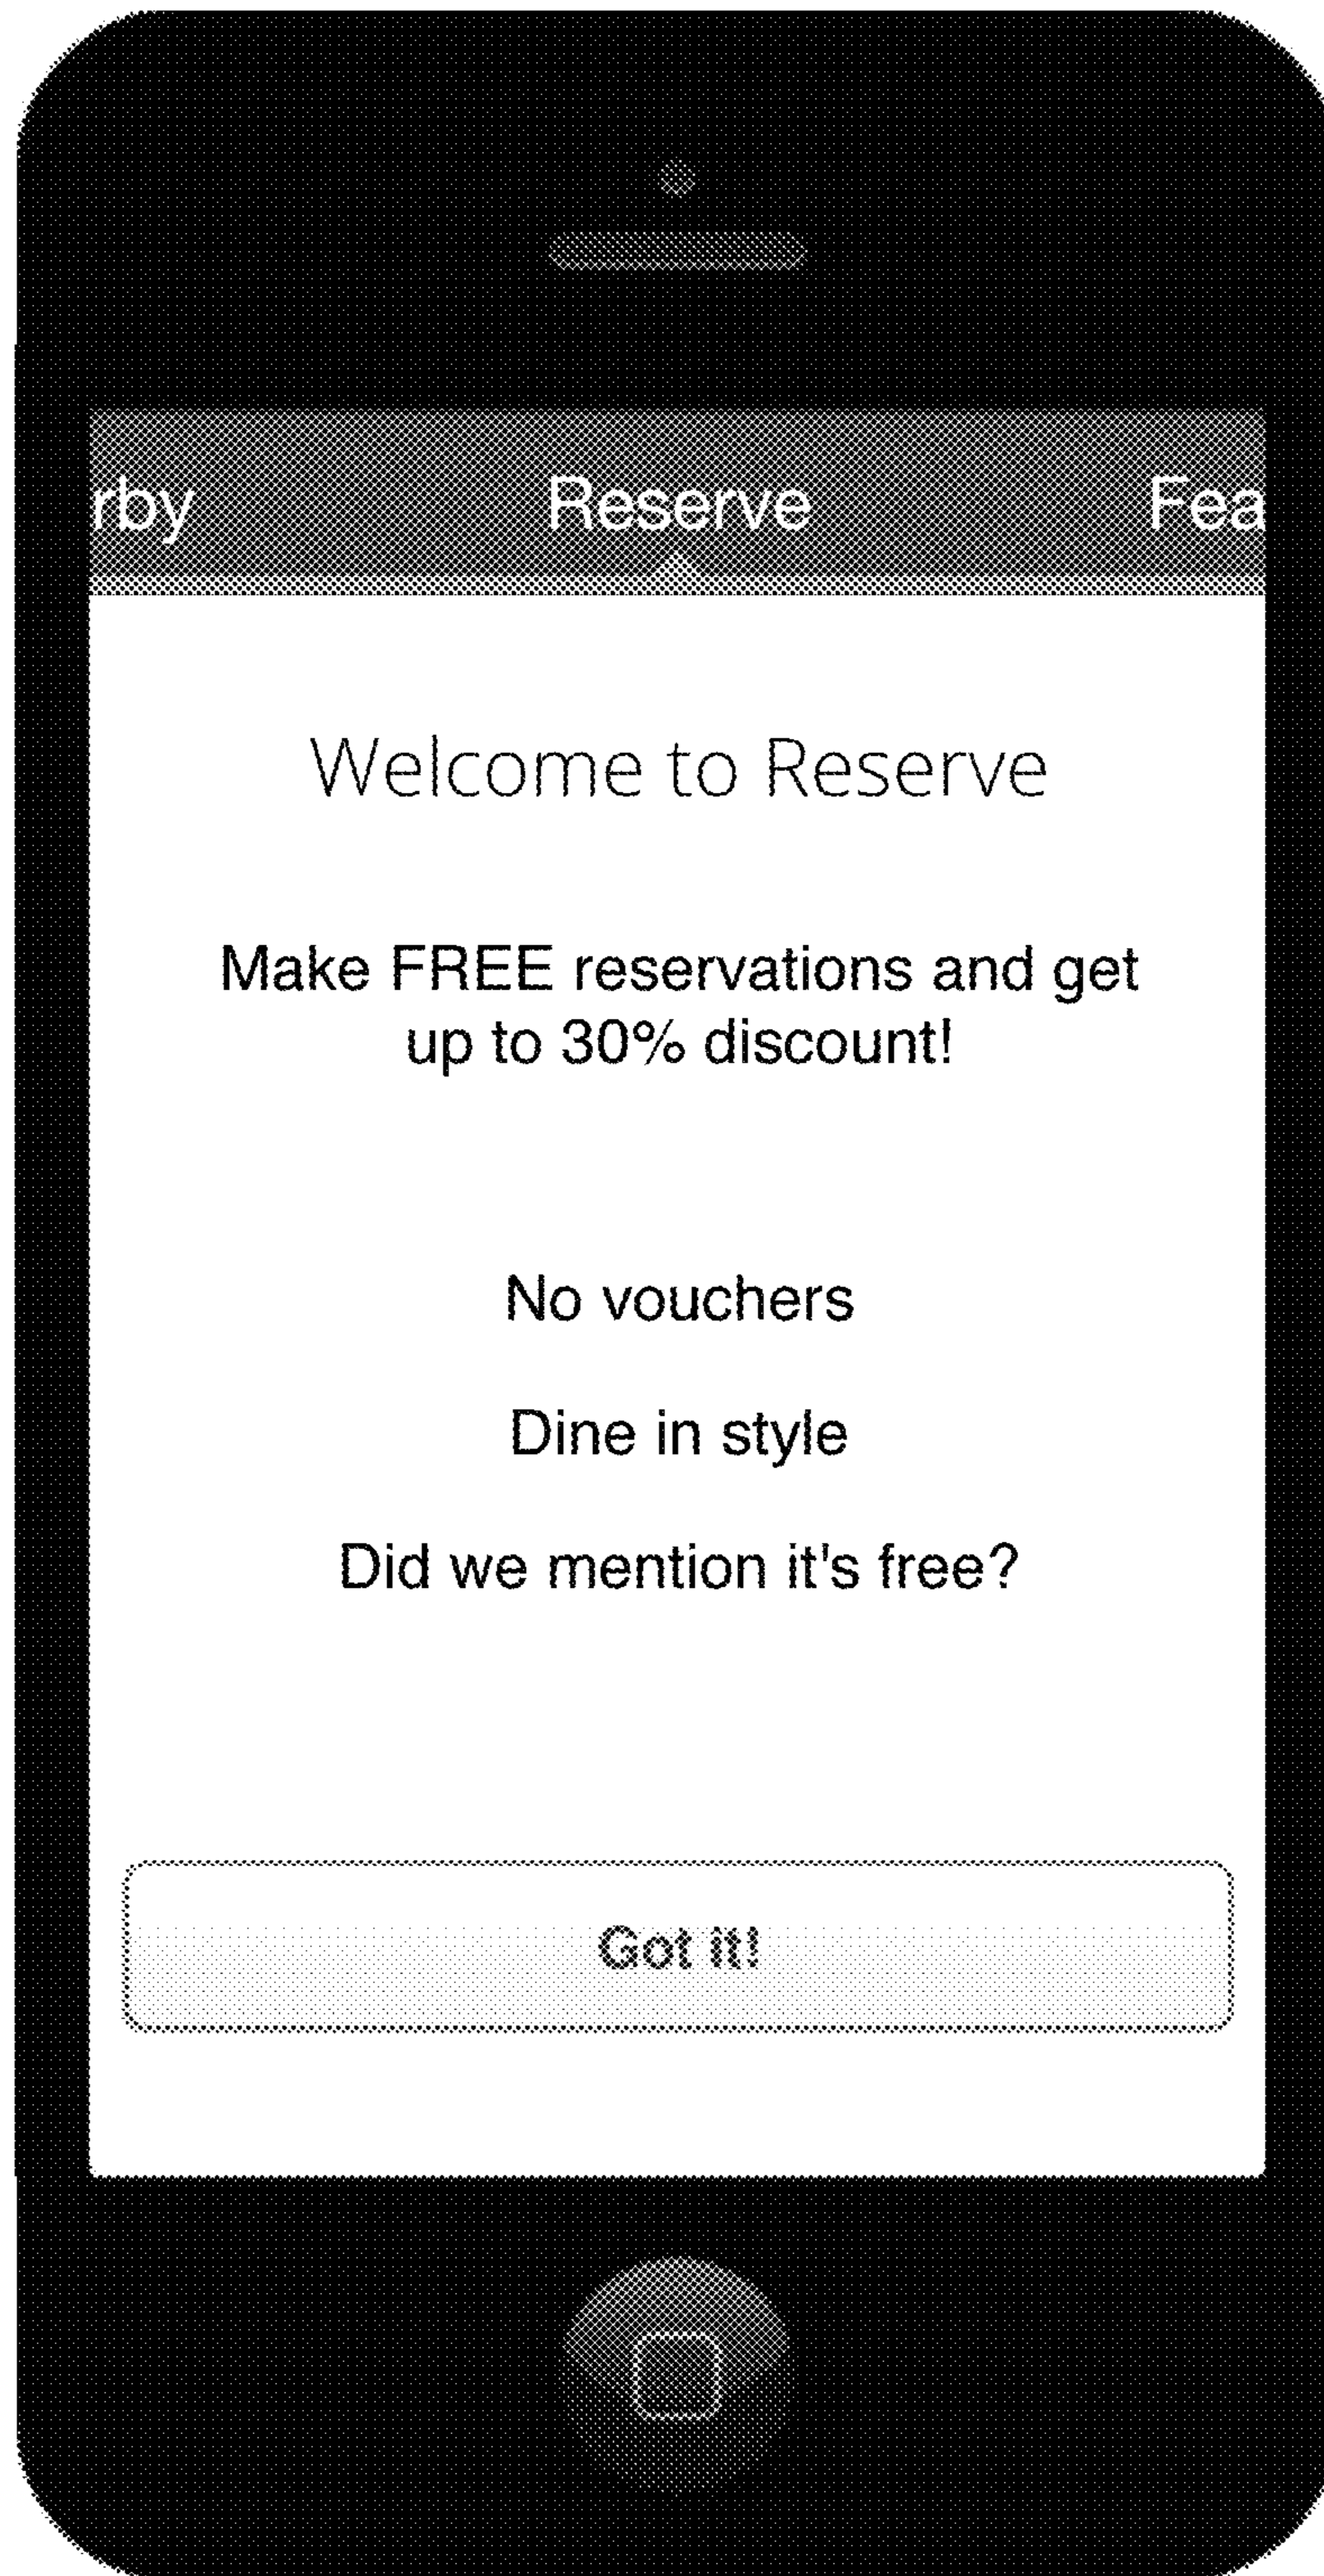 rby Reserve Fea
Welcome to Reserve
Make FREE reservations and get
up to 30% discount!
No vouchers
Dine in style
Did we mention it's free?
Got it!